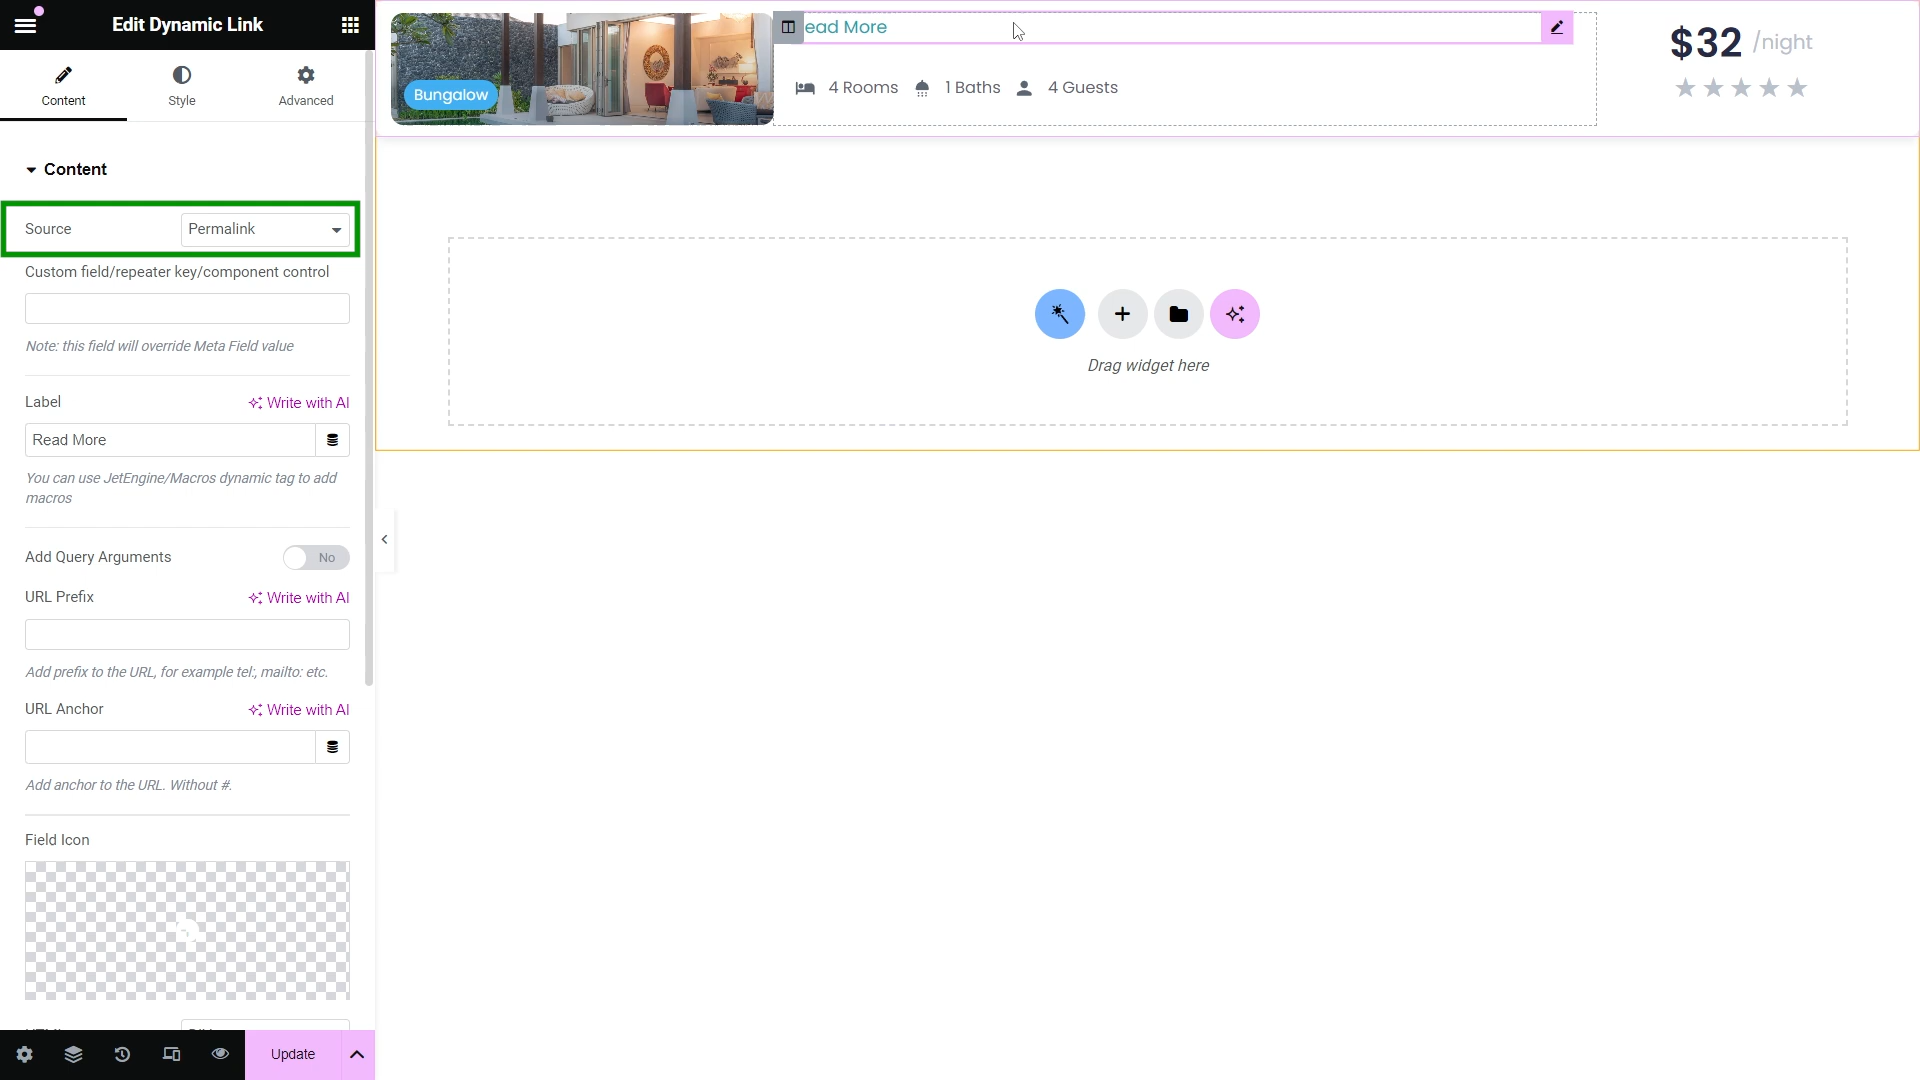 Edit Dynamic Link
Content
Style
Advanced
Content
Source
Permalink
Custom field/repeater key/component control
Note: this field will override Meta Field value
Label
Write with AI
Read More
You can use JetEngine/Macros dynamic tag to add
macros
Add Query Arguments
No
URL Prefix
Write with AI
Add prefix to the URL, for example tel:, mailto: etc.
URL Anchor
Write with AI
Add anchor to the URL. Without #.
Field Icon
Update
Bungalow
ead More
4 Rooms
1 Baths
4 Guests
$32 /night
Drag widget here